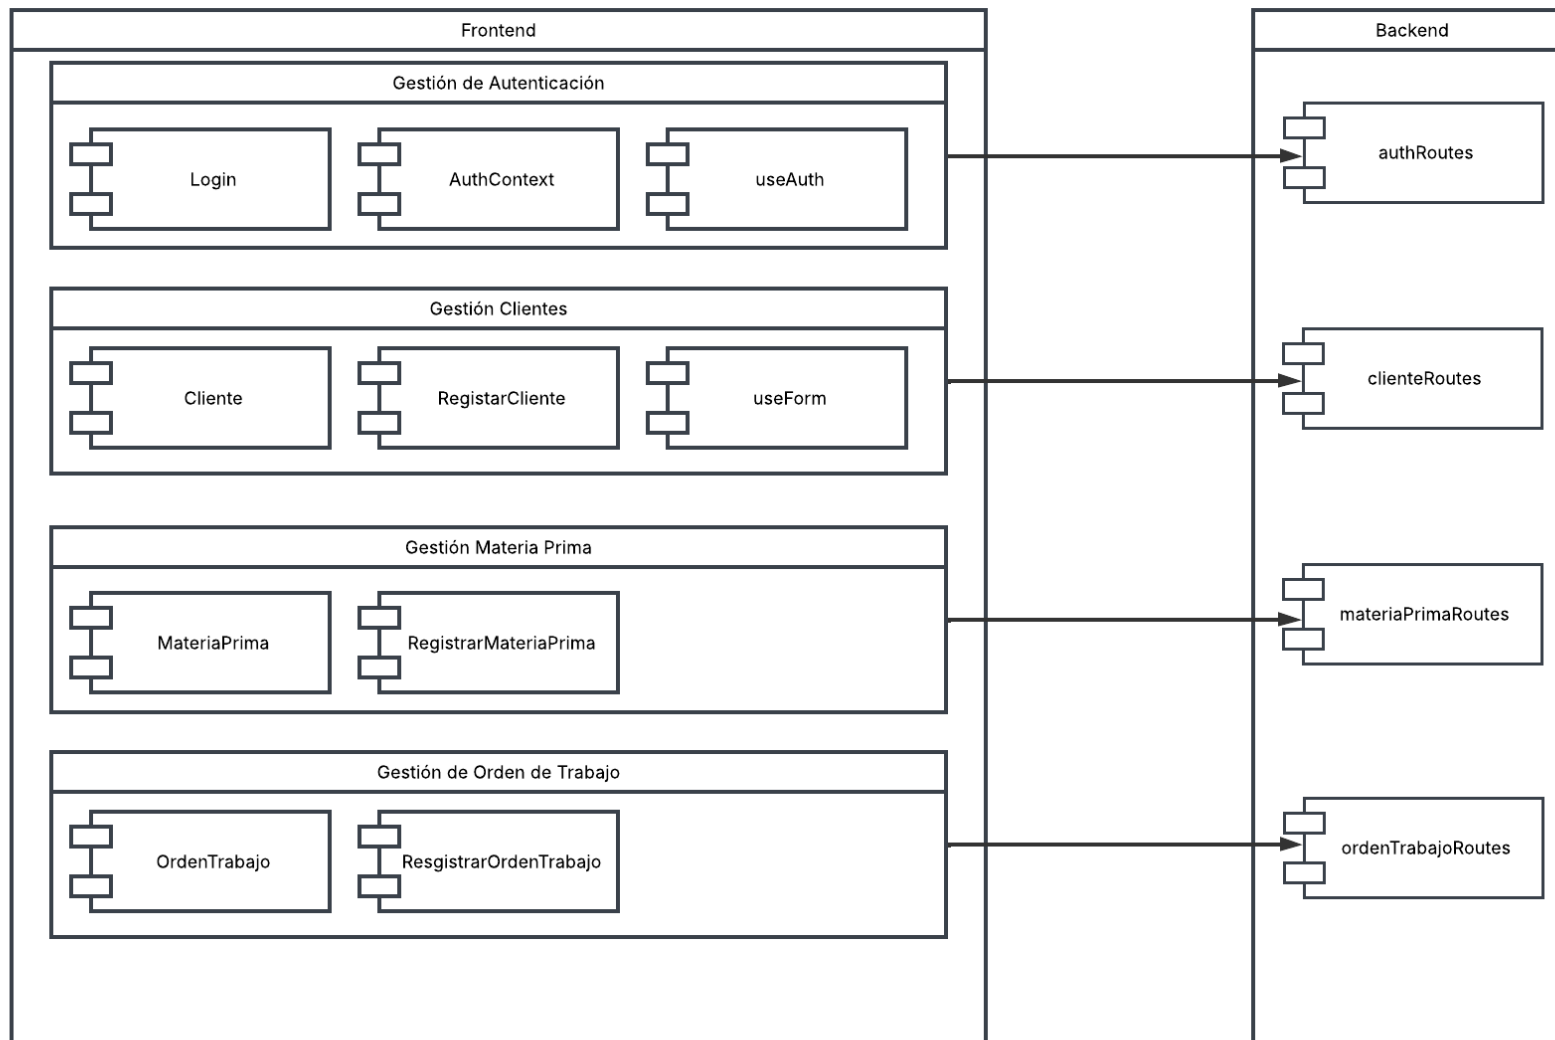 Frontend
Backend
Gestión de Autenticación
Login
AuthContext
useAuth
authRoutes
Gestión Clientes
Cliente
RegistarCliente
useForm
clienteRoutes
Gestión Materia Prima
MateriaPrima
RegistrarMateriaPrima
materiaPrimaRoutes
Gestión de Orden de Trabajo
OrdenTrabajo
ResgistrarOrdenTrabajo
ordenTrabajoRoutes